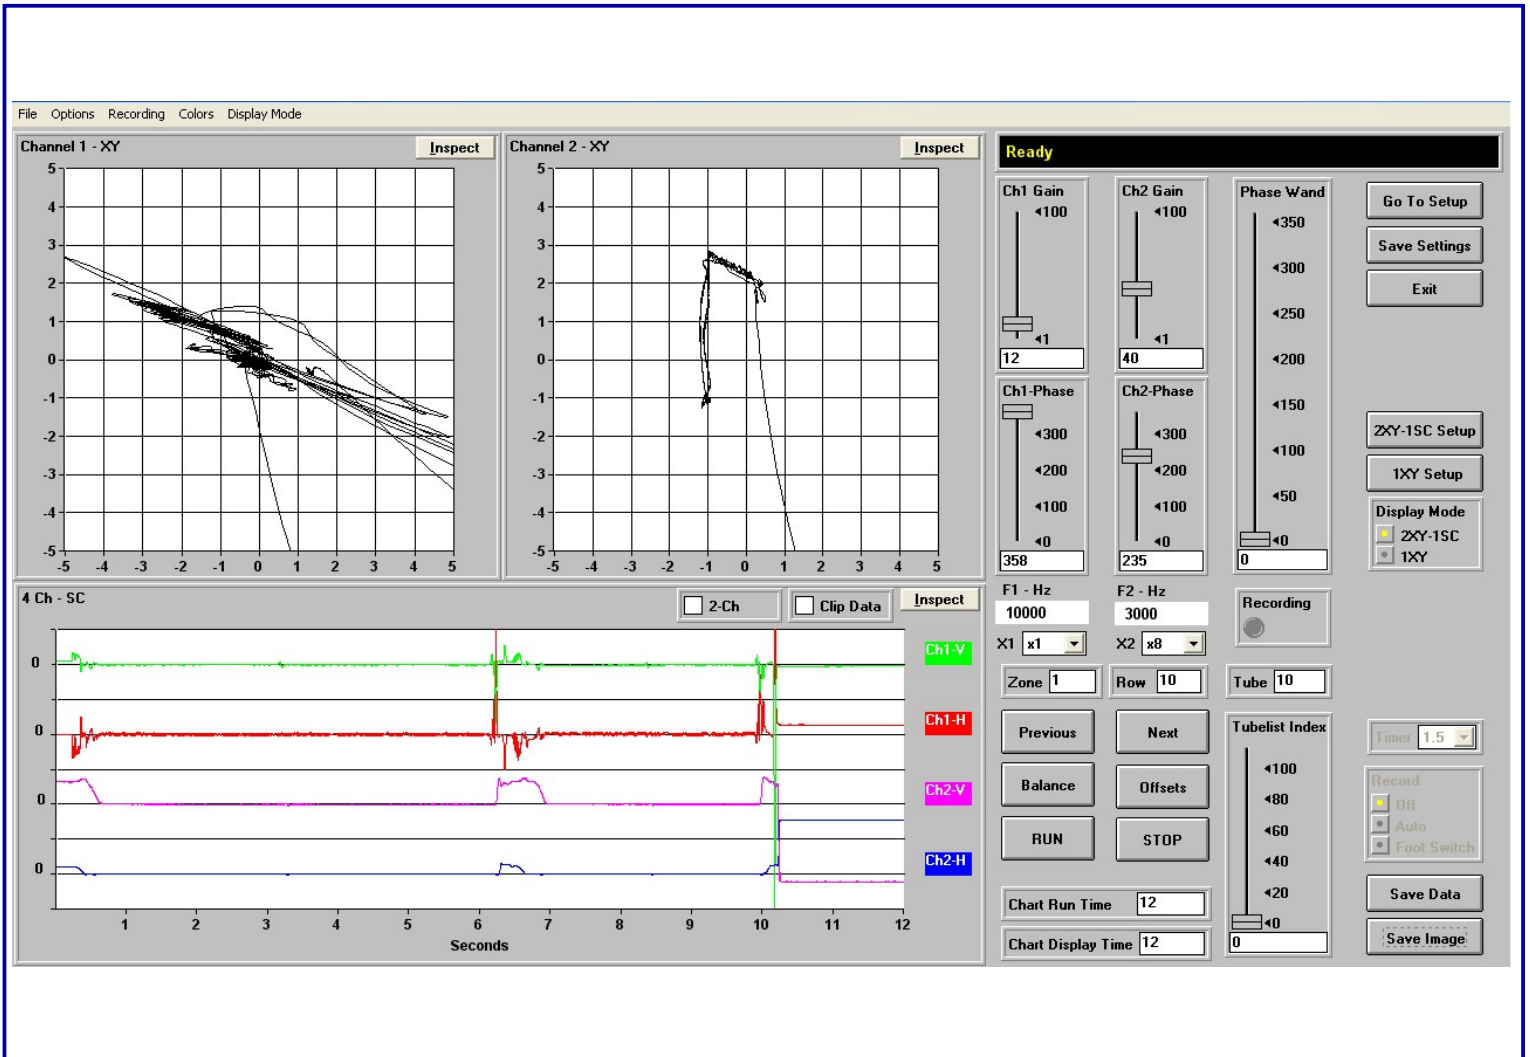 File Options Recording Colors Display Mode
Channel 1 - XY
Inspect
5
4
3
2
1
0
-1
-2
-3
-4
-5
-5 -4 -3 -2 -1 0 1 2 3 4 5
Channel 2 - XY
Inspect
5
4
3
2
1
0
-1
-2
-3
-4
-5
-5 -4 -3 -2 -1 0 1 2 3 4 5
4 Ch - SC
2-Ch
Clip Data
Inspect
0
0
0
0
Ch1-V
Ch1-H
Ch2-V
Ch2-H
1 2 3 4 5 6 7 8 9 10 11 12
Seconds
Ready
Ch1 Gain
100
1
12
Ch2 Gain
100
1
40
Phase Wand
350
300
250
200
150
100
50
0
0
Ch1-Phase
300
200
100
0
358
Ch2-Phase
300
200
100
0
235
Go To Setup
Save Settings
Exit
2XY-1SC Setup
1XY Setup
Display Mode
2XY-1SC
1XY
F1 - Hz
10000
F2 - Hz
3000
X1 x1
X2 x8
Recording
Zone 1
Row 10
Tube 10
Previous
Next
Balance
Offsets
RUN
STOP
Chart Run Time 12
Chart Display Time 12
Tubelist Index
100
80
60
40
20
0
0
Timer 1.5
Record
Off
Auto
Foot Switch
Save Data
Save Image